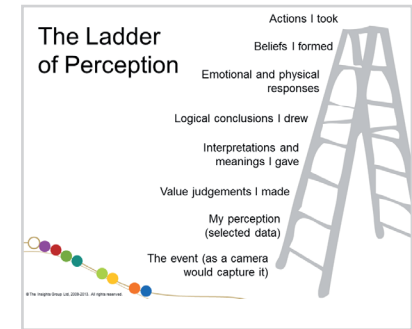 The Ladder
of Perception
Actions I took
Beliefs I formed
Emotional and physical
responses
Logical conclusions I drew
Interpretations and
meanings I gave
Value judgements I made
My perception
(selected data)
The event (as a camera
would capture it)
© The Insights Group Ltd, 2009-2013. All rights reserved.